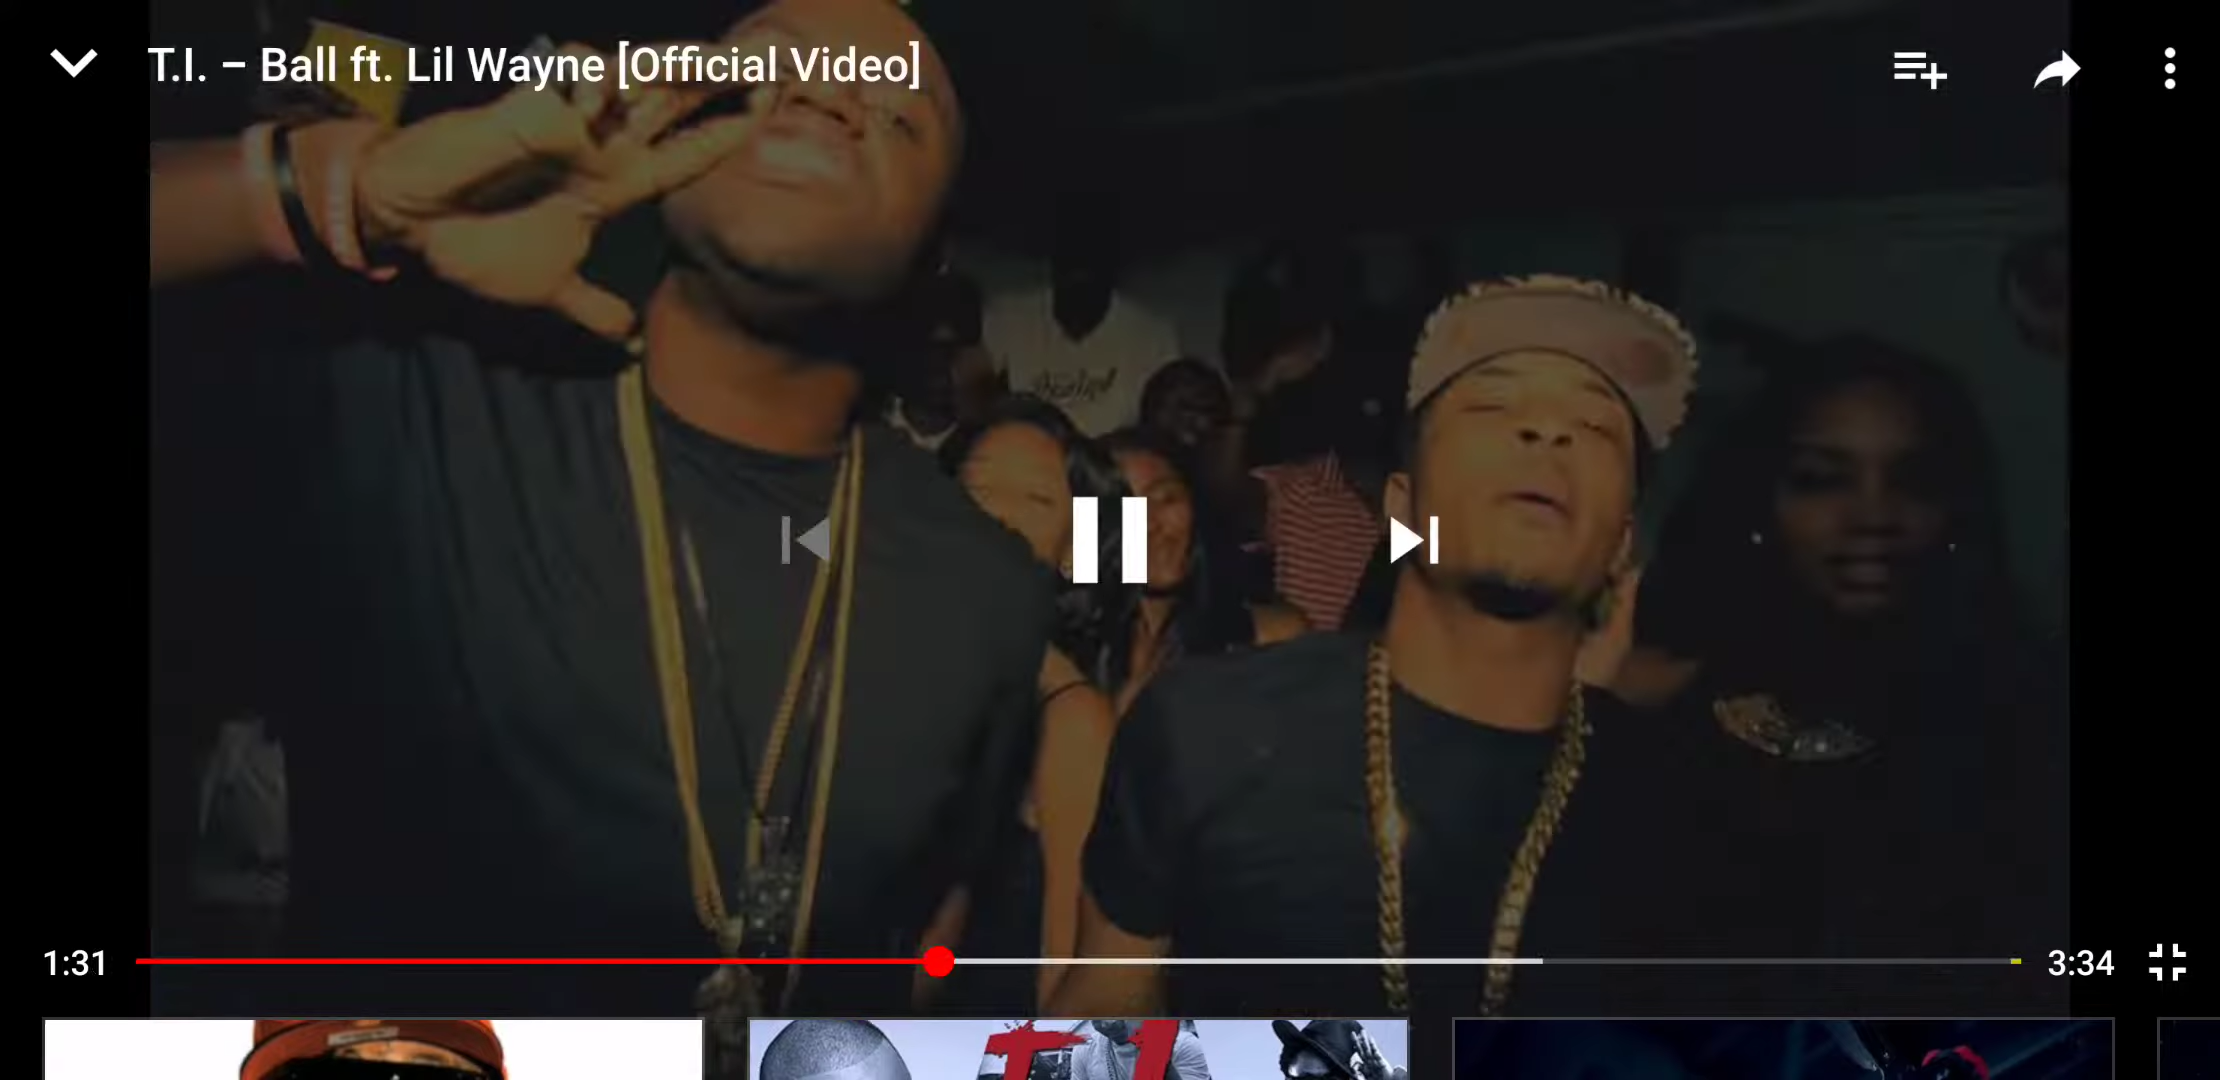 T.I. – Ball ft. Lil Wayne [Official Video]
1:31
3:34
T.I.